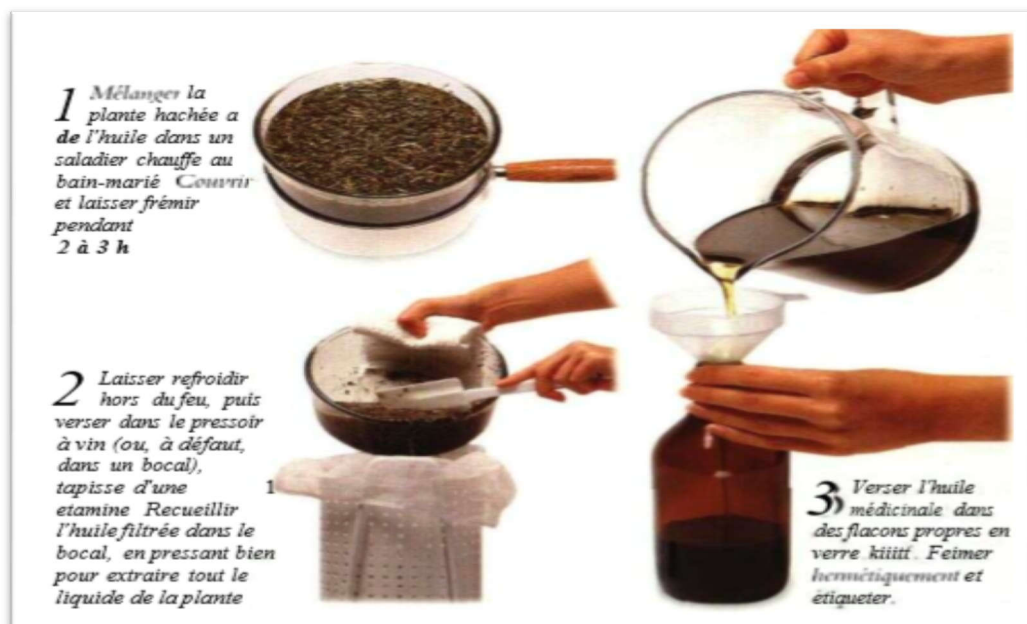 1 Mélanger la
plante hachée a
de l'huile dans un
saladier chauffe au
bain-marié Couvrir
et laisser frémir
pendant
2 à 3 h
2 Laisser refroidir
hors du feu, puis
verser dans le pressoir
à vin (ou, à défaut,
dans un bocal),
tapisse d'une 1
etamine Recueillir
l'huile filtrée dans le
bocal, en pressant bien
pour extraire tout le
liquide de la plante
3 Verser l'huile
médicinale dans
des flacons propres en
verre kiiitf. Feimer
hermétiquement et
étiqueter.